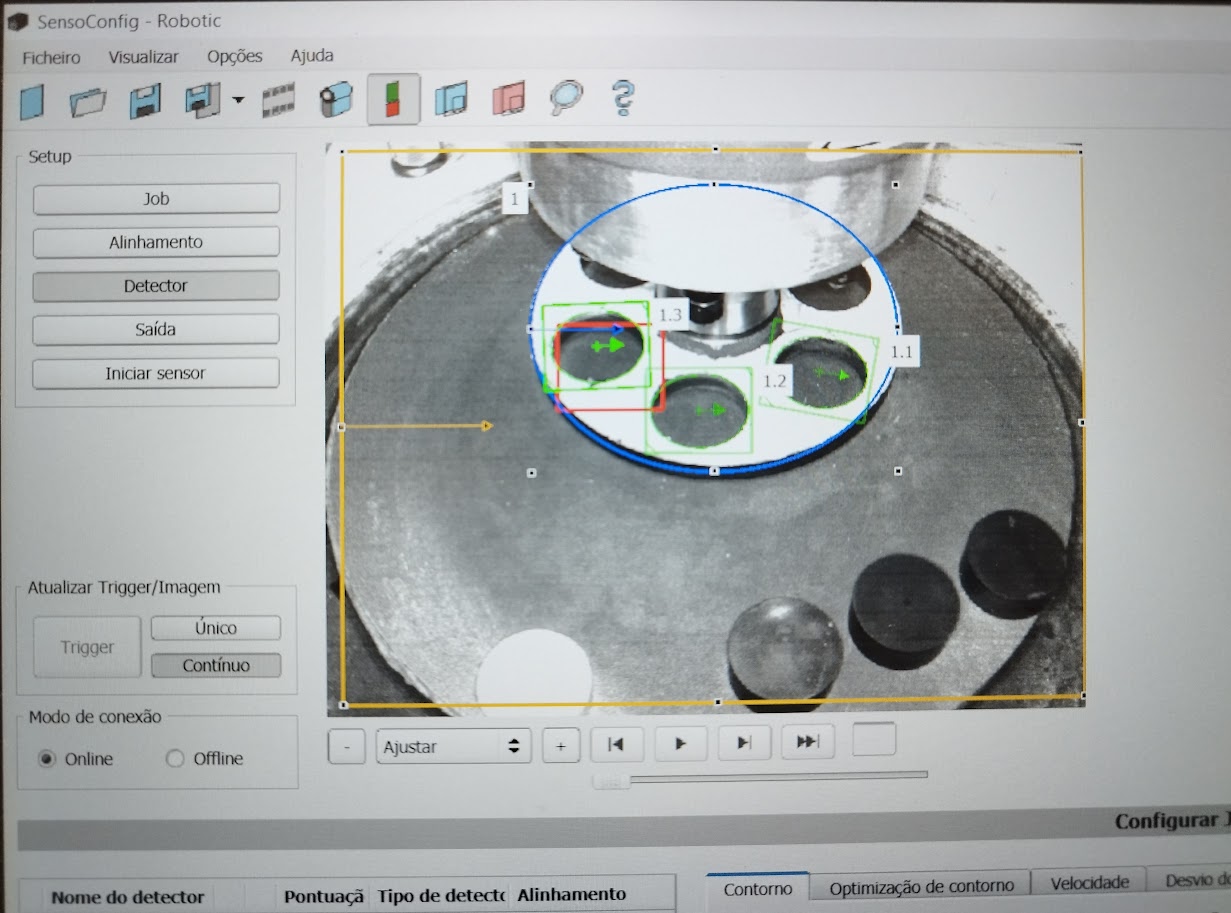 SensoConfig - Robotic
Ficheiro Visualizar Opções Ajuda
Setup
Job
Alinhamento
Detector
Saída
Iniciar sensor
1
1.3
1.1
1.2
Atualizar Trigger/Imagem
Trigger
Único
Contínuo
Modo de conexão
Online Offline
- Ajustar +
Configurar
Nome do detector Pontuaçã Tipo de detecto Alinhamento
Contorno Optimização de contorno Velocidade Desvio